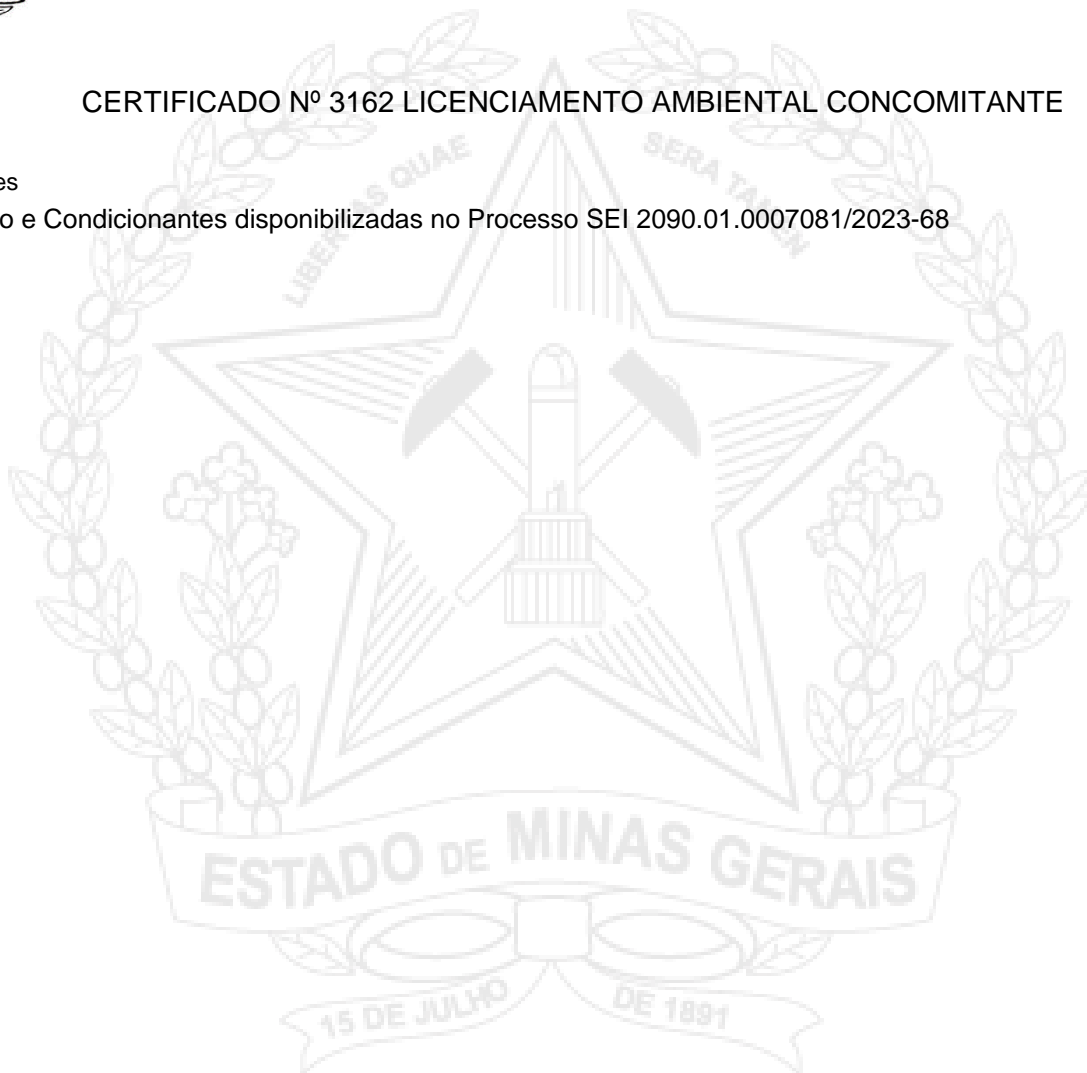 CERTIFICADO Nº 3162 LICENCIAMENTO AMBIENTAL CONCOMITANTE
LIBERTAS QUAE SERA TAMEN
es
o e Condicionantes disponibilizadas no Processo SEI 2090.01.0007081/2023-68
ESTADO DE MINAS GERAIS
15 DE JULHO DE 1891